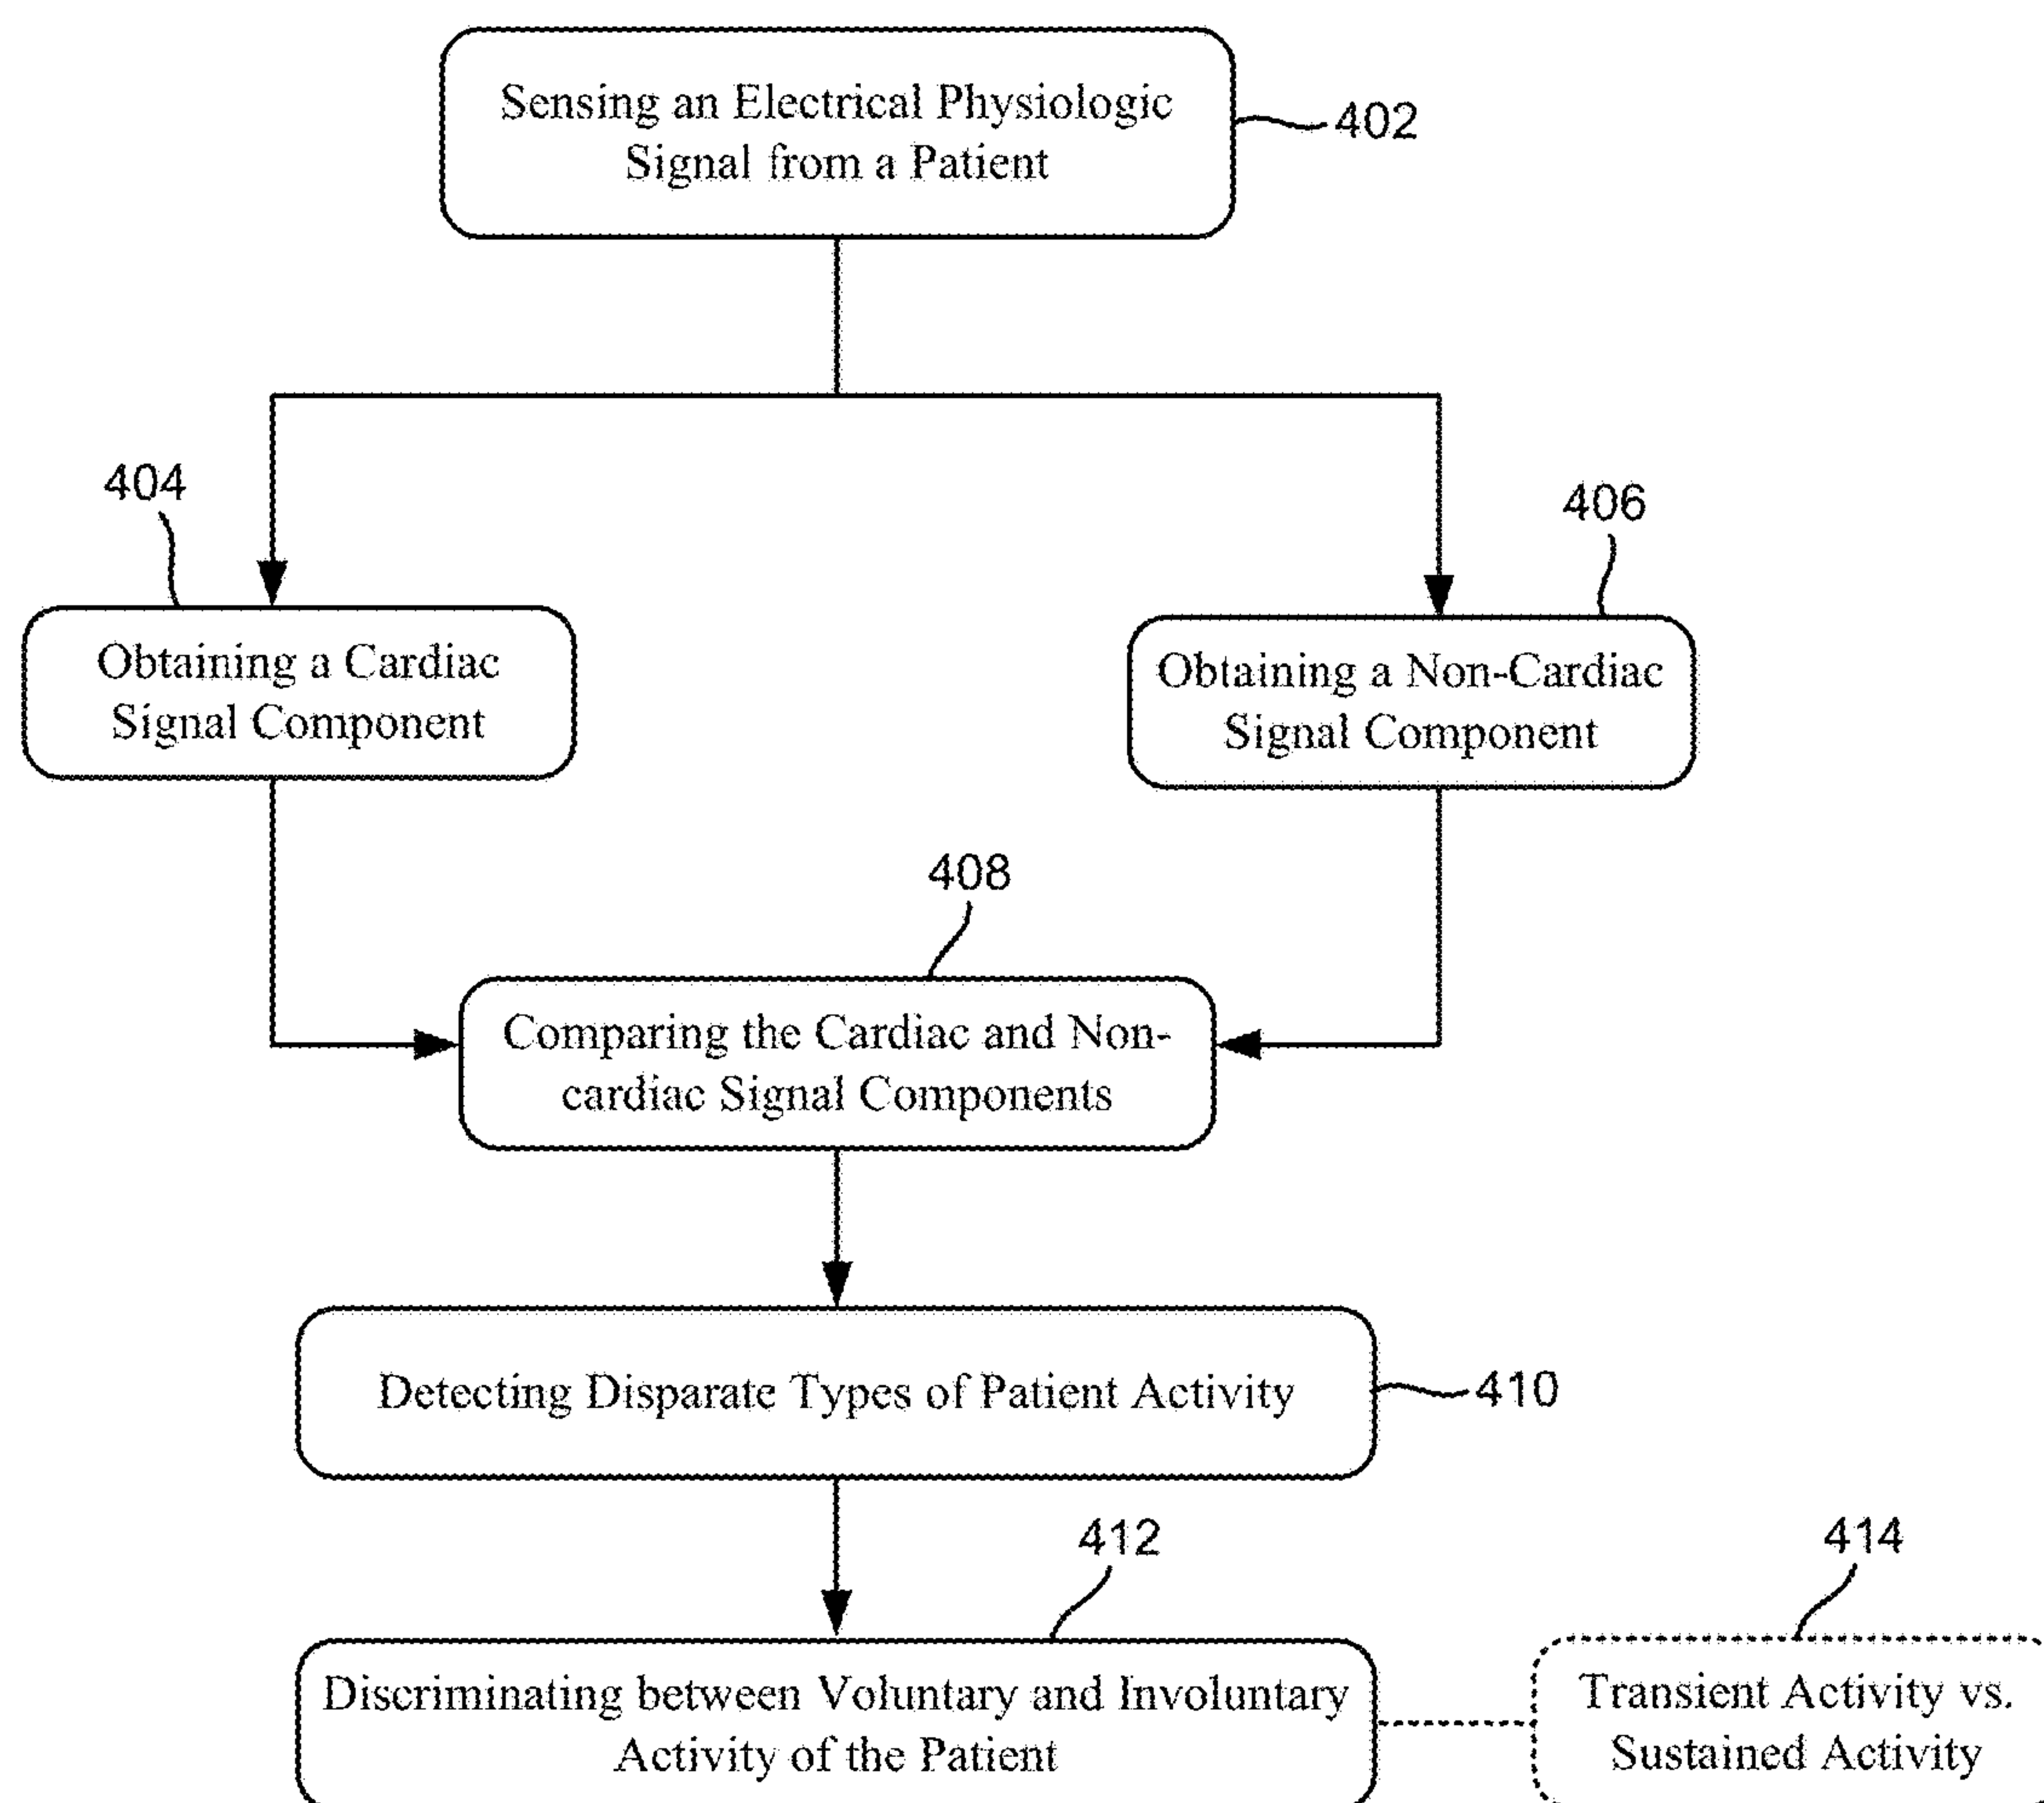 Sensing an Electrical Physiologic
Signal from a Patient
402
404
406
Obtaining a Cardiac
Signal Component
Obtaining a Non-Cardiac
Signal Component
408
Comparing the Cardiac and Non-
cardiac Signal Components
Detecting Disparate Types of Patient Activity
410
412
414
Discriminating between Voluntary and Involuntary
Activity of the Patient
Transient Activity vs.
Sustained Activity